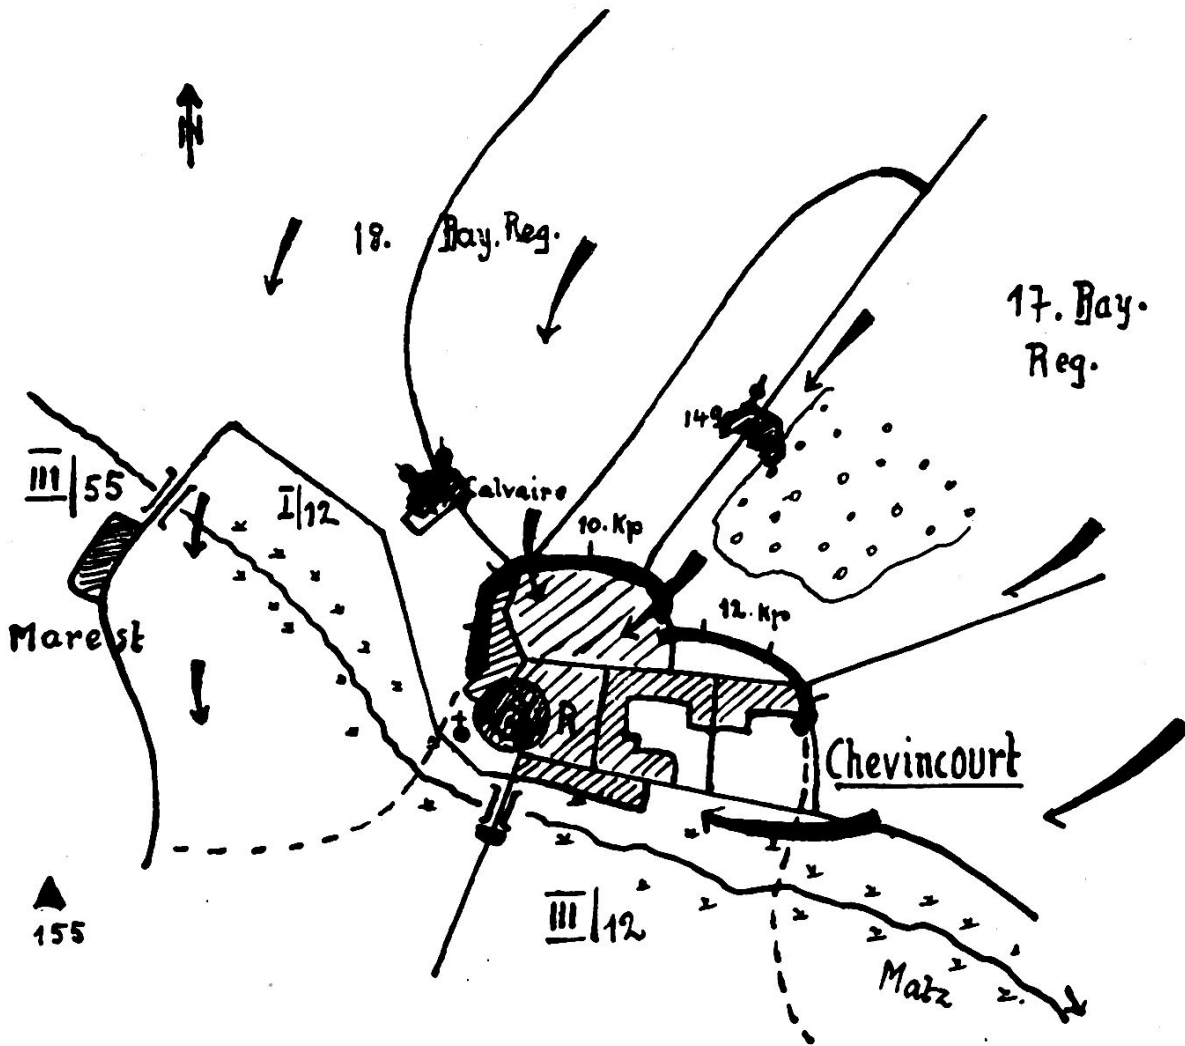 N
18. Bay. Reg.
17. Bay.
Reg.
149
III/55
I/12
Calvaire
10. Kp
12. Kp
Marest
R
Chevincourt
155
III/12
Matz